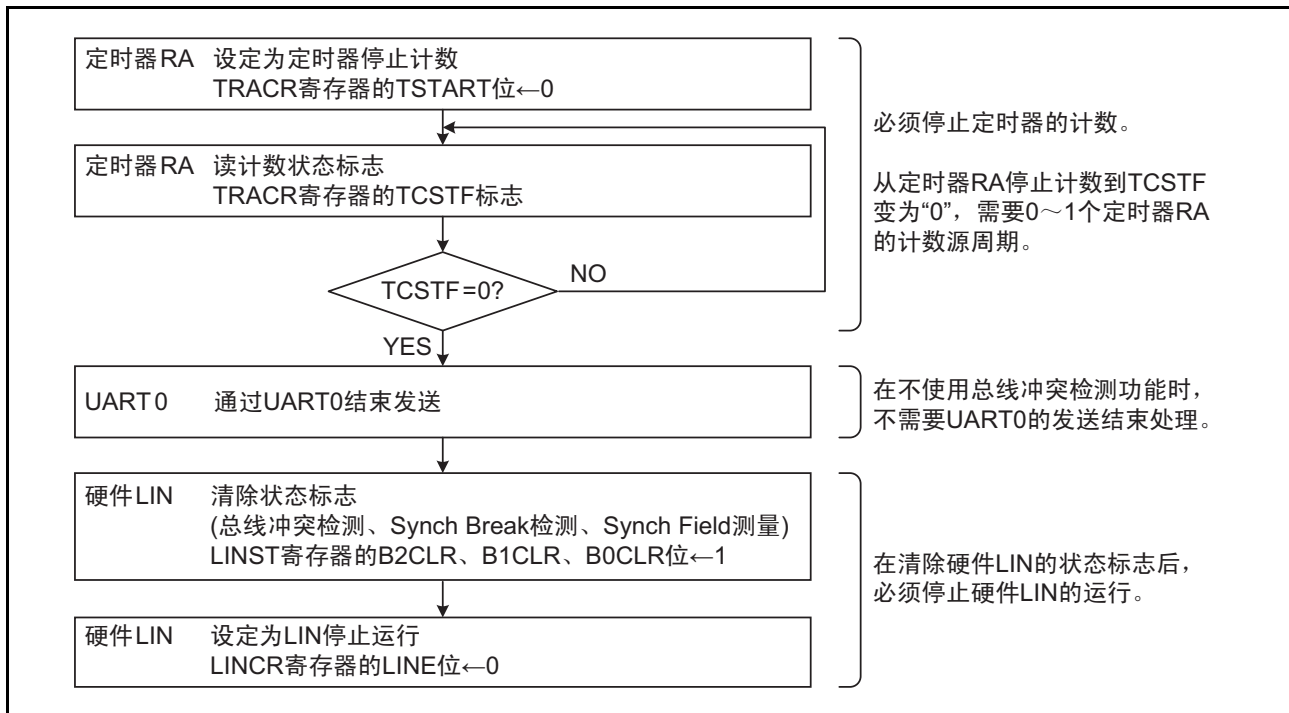 定时器RA 设定为定时器停止计数
TRACR寄存器的TSTART位←0
必须停止定时器的计数。
定时器RA 读计数状态标志
TRACR寄存器的TCSTF标志
从定时器RA停止计数到TCSTF
变为“0”，需要0～1个定时器RA
的计数源周期。
TCSTF=0?
NO
YES
UART0 通过UART0结束发送
在不使用总线冲突检测功能时，
不需要UART0的发送结束处理。
硬件LIN 清除状态标志
(总线冲突检测、Synch Break检测、Synch Field测量)
LINST寄存器的B2CLR、B1CLR、B0CLR位←1
在清除硬件LIN的状态标志后，
必须停止硬件LIN的运行。
硬件LIN 设定为LIN停止运行
LINCR寄存器的LINE位←0